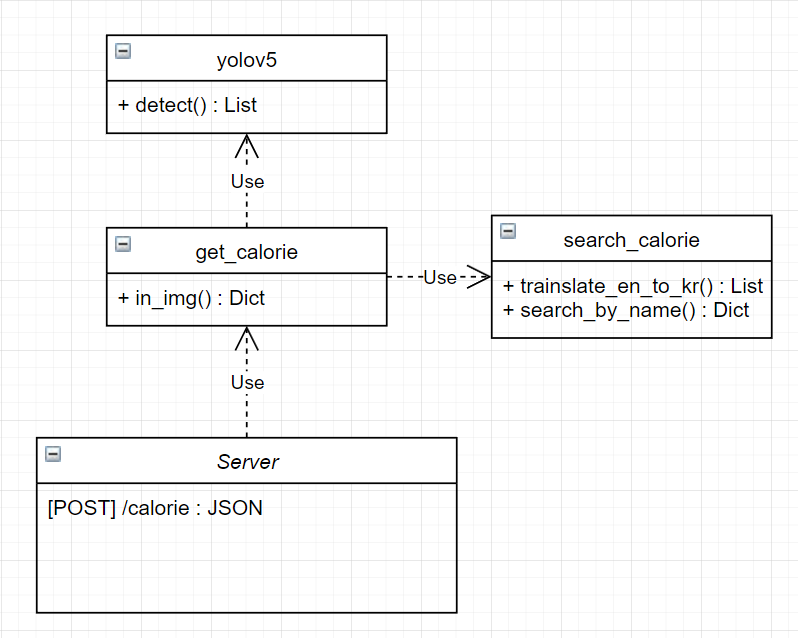 yolov5
+ detect() : List
Use
get_calorie
+ in_img() : Dict
Use
search_calorie
+ trainslate_en_to_kr() : List
+ search_by_name() : Dict
Use
Server
[POST] /calorie : JSON